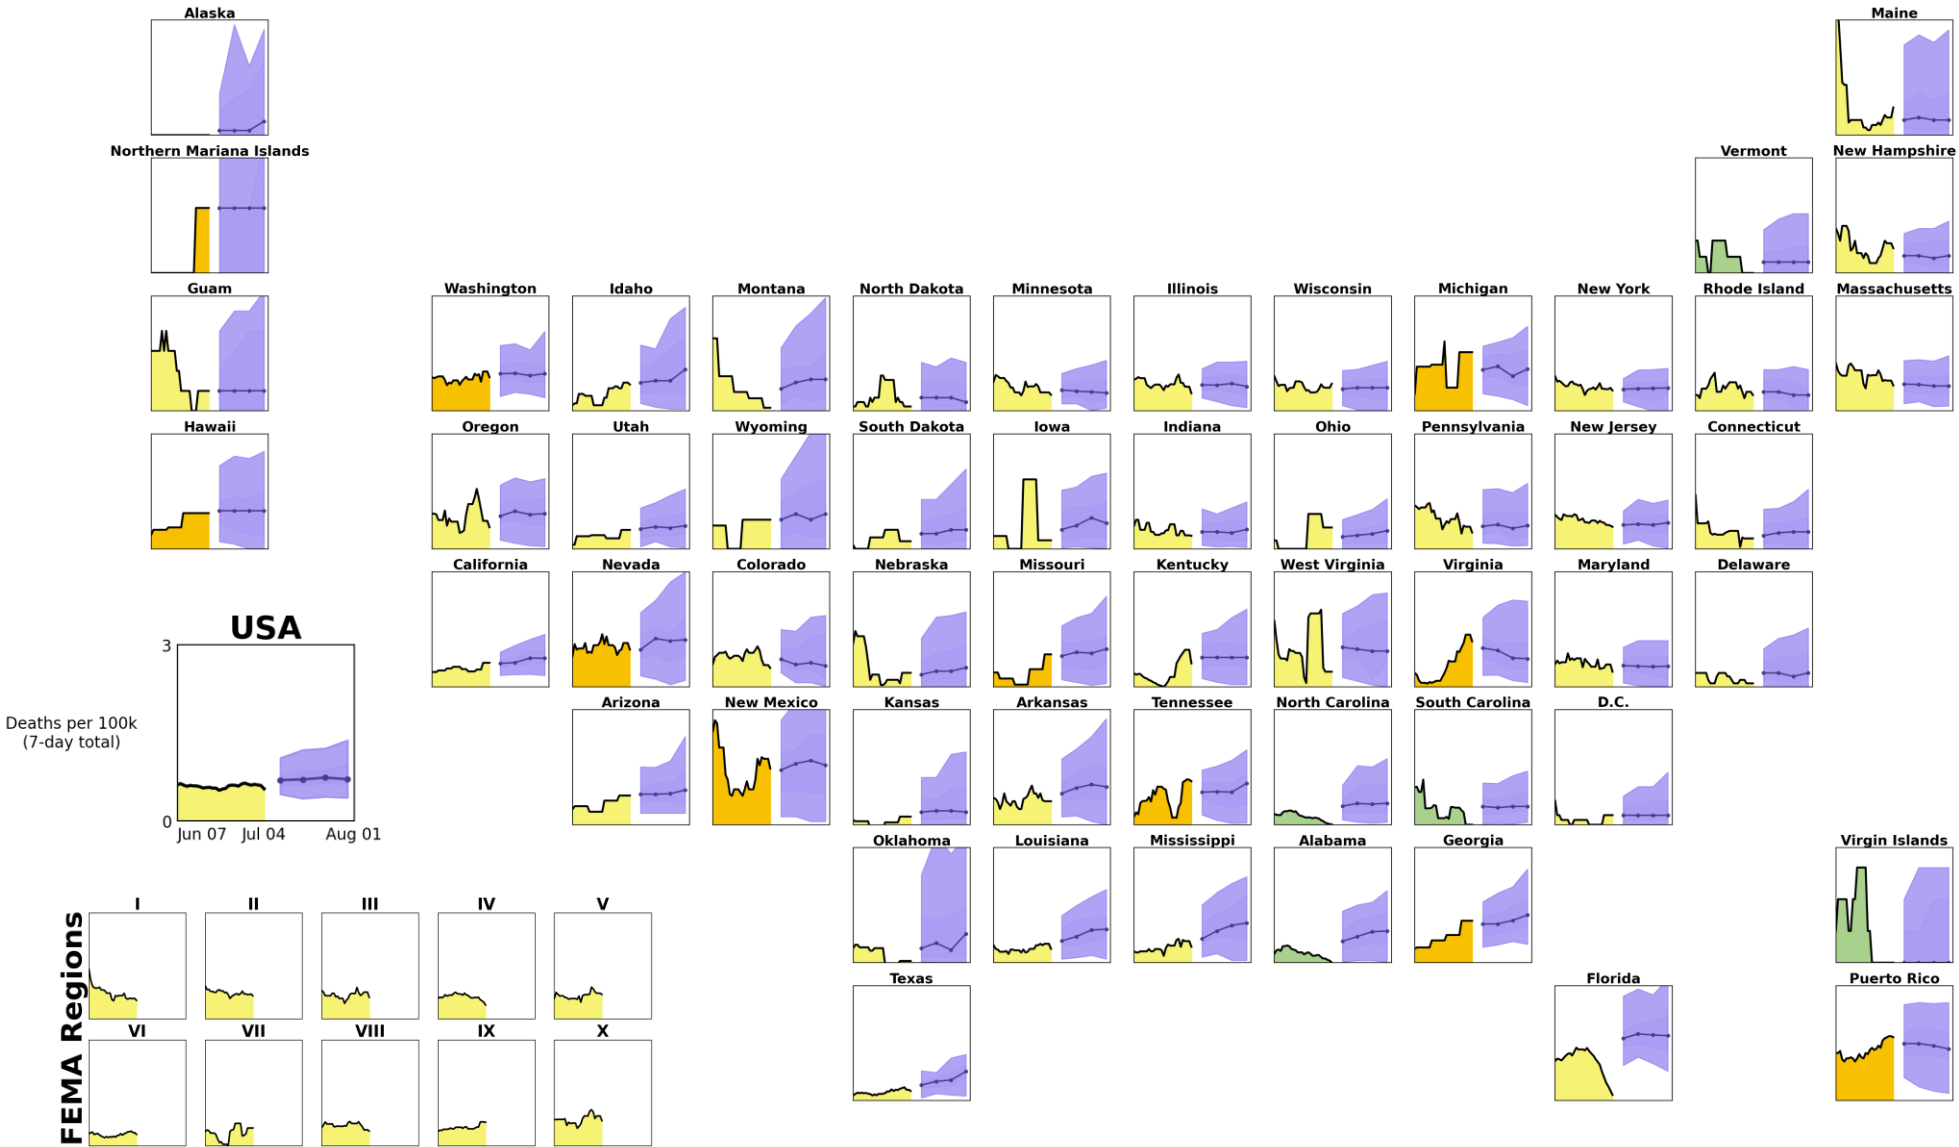 Alaska
Maine
Northern Mariana Islands
Vermont
New Hampshire
Guam
Washington
Idaho
Montana
North Dakota
Minnesota
Illinois
Wisconsin
Michigan
New York
Rhode Island
Massachusetts
Hawaii
Oregon
Utah
Wyoming
South Dakota
Iowa
Indiana
Ohio
Pennsylvania
New Jersey
Connecticut
California
Nevada
Colorado
Nebraska
Missouri
Kentucky
West Virginia
Virginia
Maryland
Delaware
USA
3
Deaths per 100k
(7-day total)
0
Jun 07
Jul 04
Aug 01
Arizona
New Mexico
Kansas
Arkansas
Tennessee
North Carolina
South Carolina
D.C.
Oklahoma
Louisiana
Mississippi
Alabama
Georgia
Virgin Islands
Texas
Florida
Puerto Rico
FEMA Regions
I
II
III
IV
V
VI
VII
VIII
IX
X